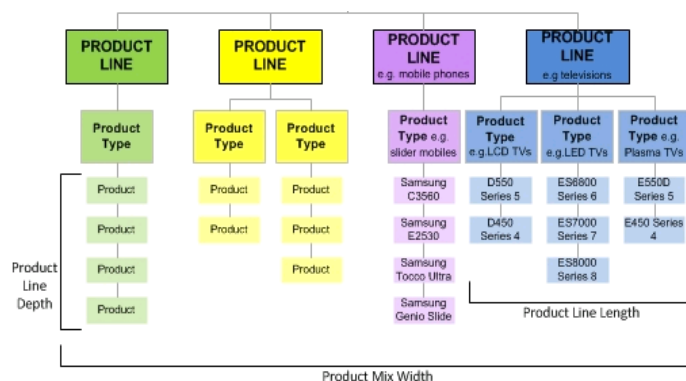 PRODUCT
LINE
PRODUCT
LINE
PRODUCT
LINE
e.g. mobile phones
PRODUCT
LINE
e.g televisions
Product
Type
Product
Type
Product
Type
Product
Type e.g.
slider mobiles
Product
Type
e.g.LCD TVs
Product
Type
e.g.LED TVs
Product
Type e.g.
Plasma TVs
Product
Product
Product
Product
Product
Product
Product
Product
Product
Samsung
C3560
Samsung
E2530
Samsung
Tocco Ultra
Samsung
Genio Slide
D550
Series 5
D450
Series 4
ES6800
Series 6
ES7000
Series 7
ES8000
Series 8
E550D
Series 5
E450 Series
4
Product
Line
Depth
Product Line Length
Product Mix Width